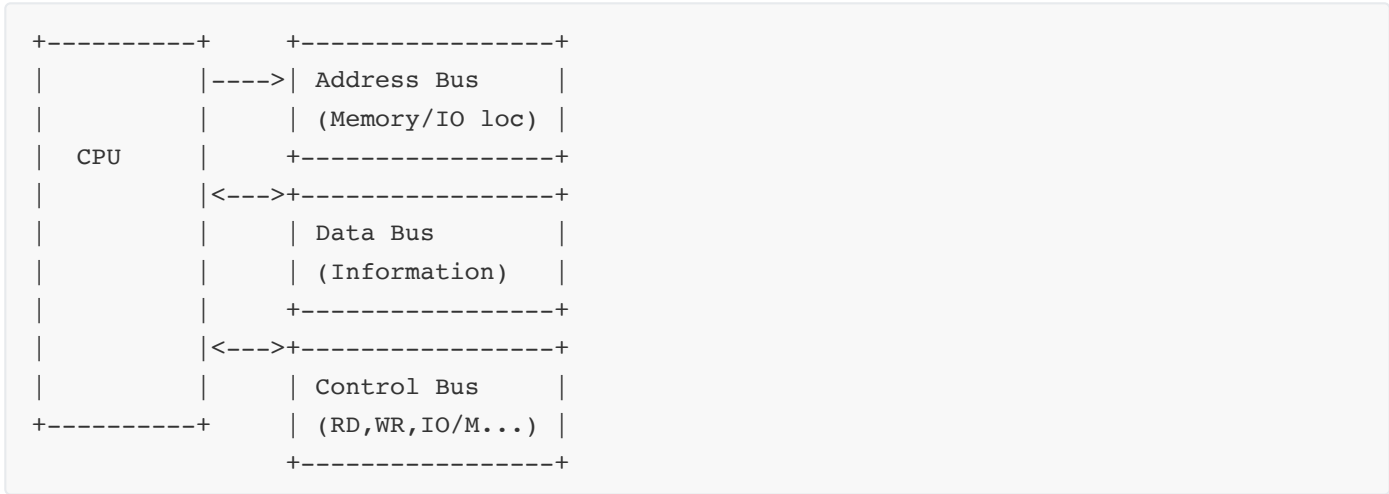 +----------+     +-----------------+
|          |---->| Address Bus     |
|          |     | (Memory/IO loc) |
|  CPU     |     +-----------------+
|          |<--->+-----------------+
|          |     | Data Bus        |
|          |     | (Information)   |
|          |     +-----------------+
|          |<--->+-----------------+
|          |     | Control Bus     |
+----------+     | (RD,WR,IO/M...) |
                 +-----------------+